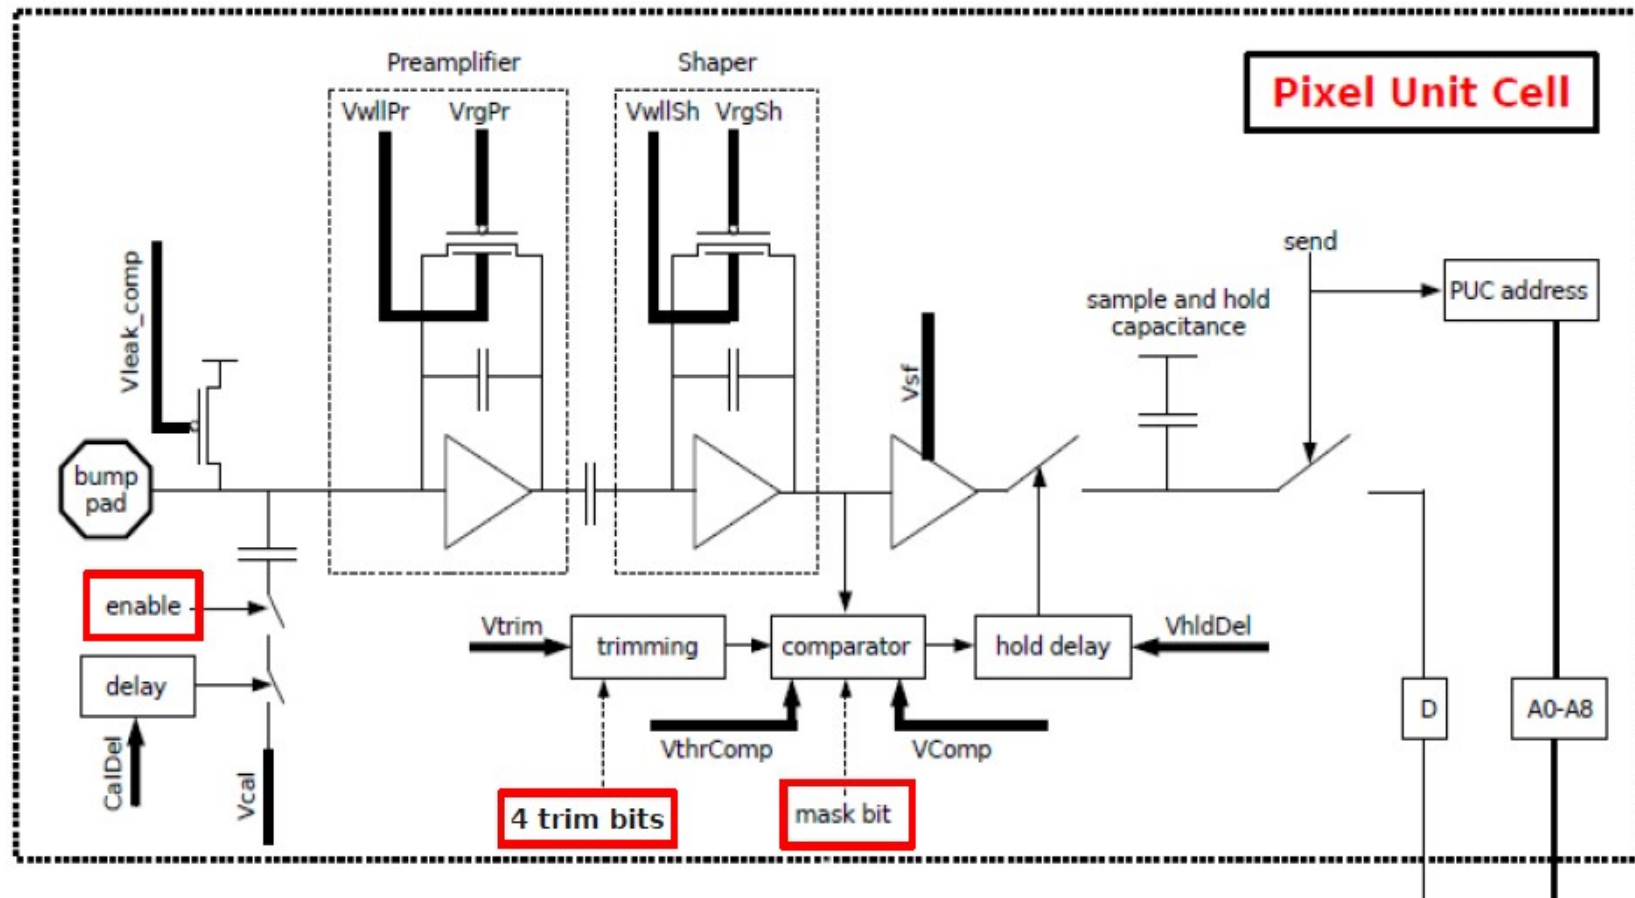 Preamplifier
Shaper
Pixel Unit Cell
VwllPr
VrgPr
VwllSh
VrgSh
Vleak_comp
send
PUC address
sample and hold
capacitance
Vsf
bump
pad
enable
Vtrim
trimming
comparator
hold delay
VhldDel
delay
D
A0-A8
VthrComp
VComp
CalDel
Vcal
4 trim bits
mask bit